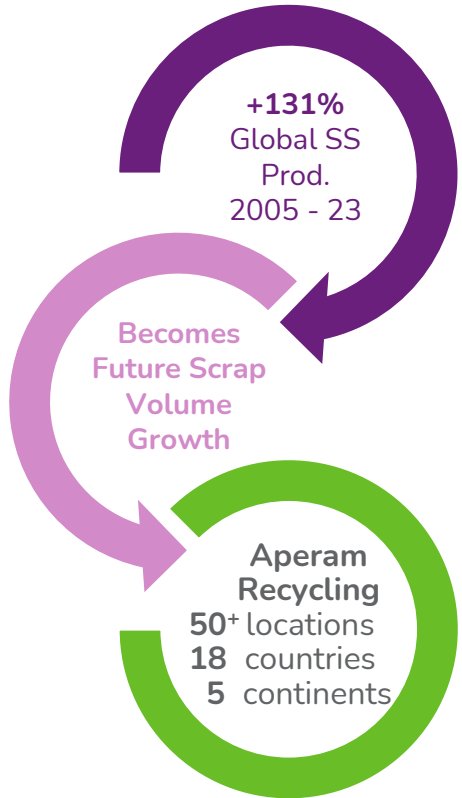 +131%
Global SS
Prod.
2005 - 23
Becomes
Future Scrap
Volume
Growth
Aperam
Recycling
50+ locations
18 countries
5 continents